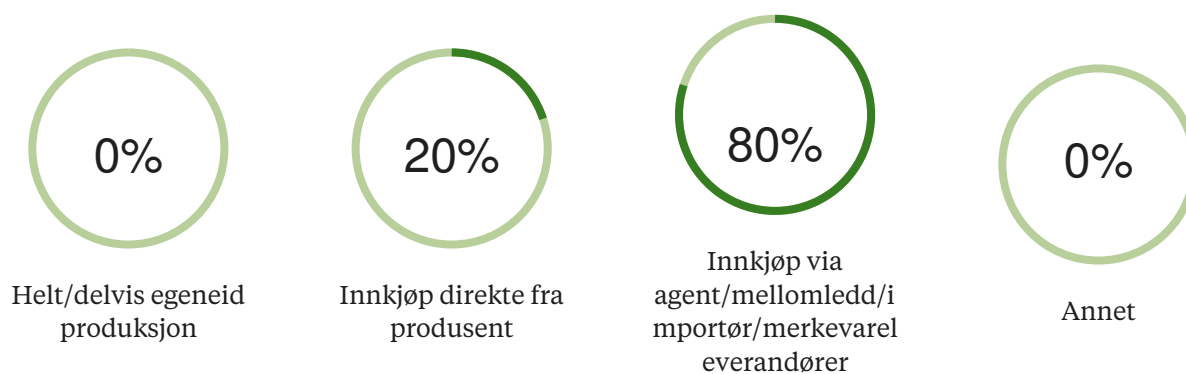 0%
Helt/delvis egeneid
produksjon
20%
Innkjøp direkte fra
produsent
80%
Innkjøp via
agent/mellomledd/i
mportør/merkevarel
everandører
0%
Annet